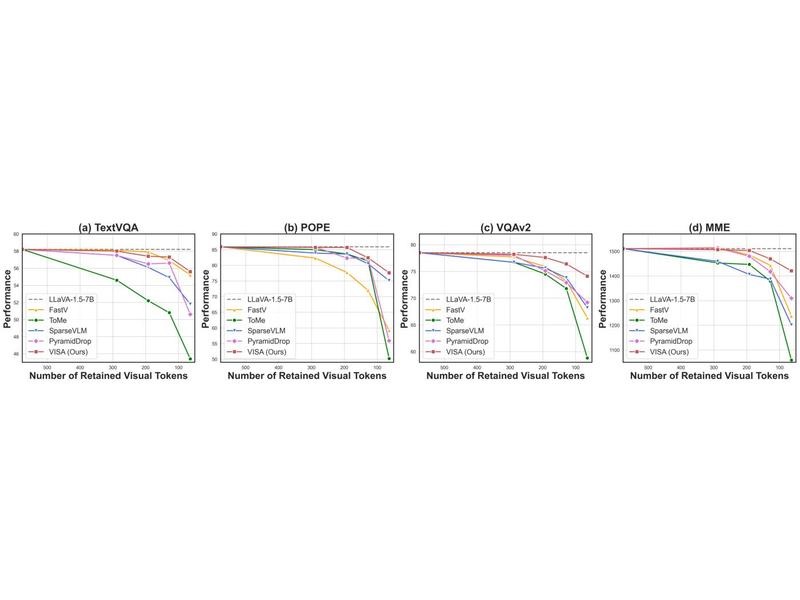 (a) TextVQA
60
58
56
54
52
50
48
46
500
400
300
200
100
Performance
Number of Retained Visual Tokens
LLaVA-1.5-7B
FastV
ToMe
SparseVLM
PyramidDrop
VISA (Ours)
(b) POPE
90
85
80
75
70
65
60
55
50
500
400
300
200
100
Performance
Number of Retained Visual Tokens
LLaVA-1.5-7B
FastV
ToMe
SparseVLM
PyramidDrop
VISA (Ours)
(c) VQAv2
80
75
70
65
60
500
400
300
200
100
Performance
Number of Retained Visual Tokens
LLaVA-1.5-7B
FastV
ToMe
SparseVLM
PyramidDrop
VISA (Ours)
(d) MME
1500
1400
1300
1200
1100
500
400
300
200
100
Performance
Number of Retained Visual Tokens
LLaVA-1.5-7B
FastV
ToMe
SparseVLM
PyramidDrop
VISA (Ours)